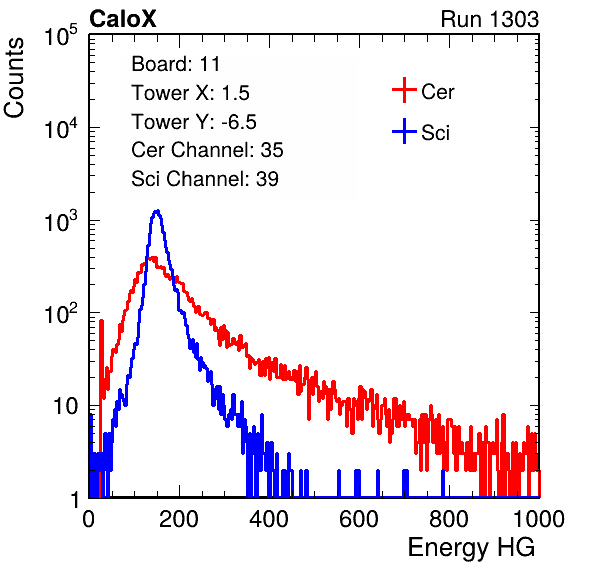 CaloX Run 1303
Counts
10^5
Board: 11
Tower X: 1.5
Tower Y: -6.5
Cer Channel: 35
Sci Channel: 39
Cer
Sci
10^4
10^3
10^2
10
1
0 200 400 600 800 1000
Energy HG